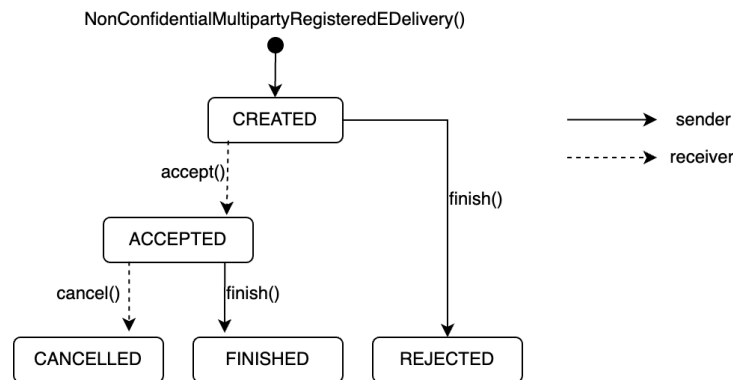 NonConfidentialMultipartyRegisteredEDelivery()
CREATED
sender
receiver
accept()
finish()
ACCEPTED
cancel()
finish()
CANCELLED
FINISHED
REJECTED